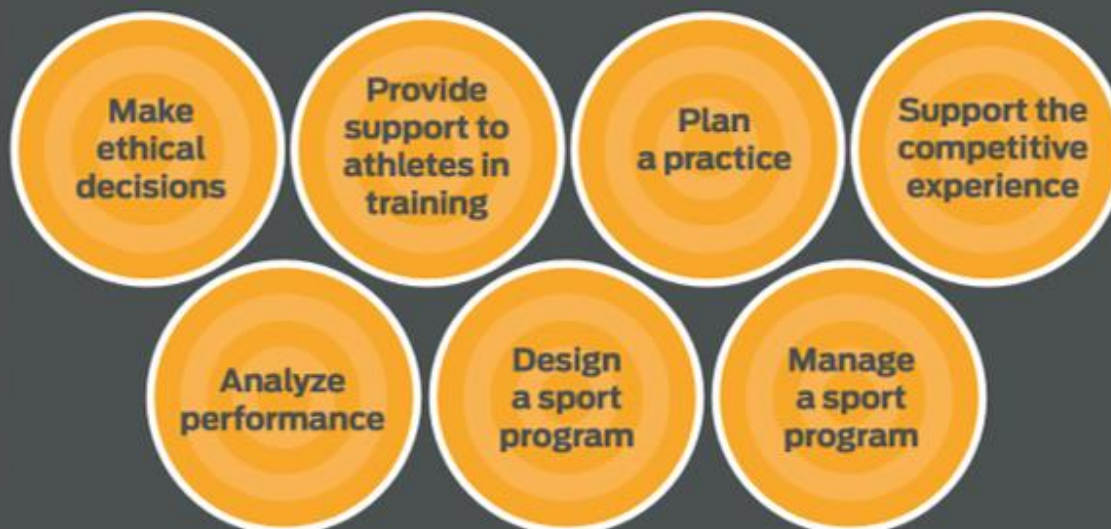 Make
ethical
decisions
Provide
support to
athletes in
training
Plan
a practice
Support the
competitive
experience
Analyze
performance
Design
a sport
program
Manage
a sport
program